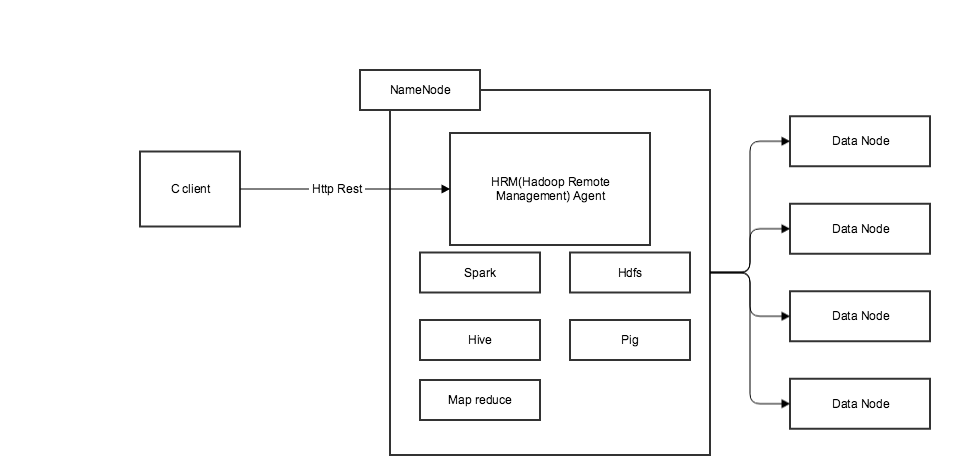 NameNode
C client
Http Rest
HRM(Hadoop Remote
Management) Agent
Spark
Hdfs
Hive
Pig
Map reduce
Data Node
Data Node
Data Node
Data Node